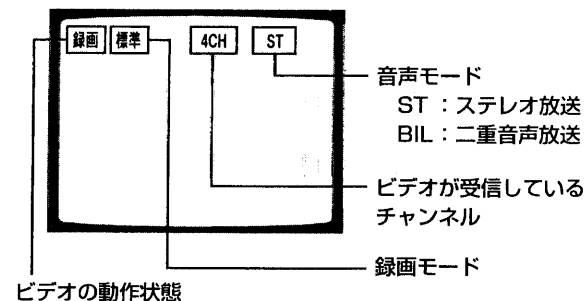 録画 標準 4CH ST
音声モード
ST：ステレオ放送
BIL：二重音声放送
ビデオが受信している
チャンネル
録画モード
ビデオの動作状態